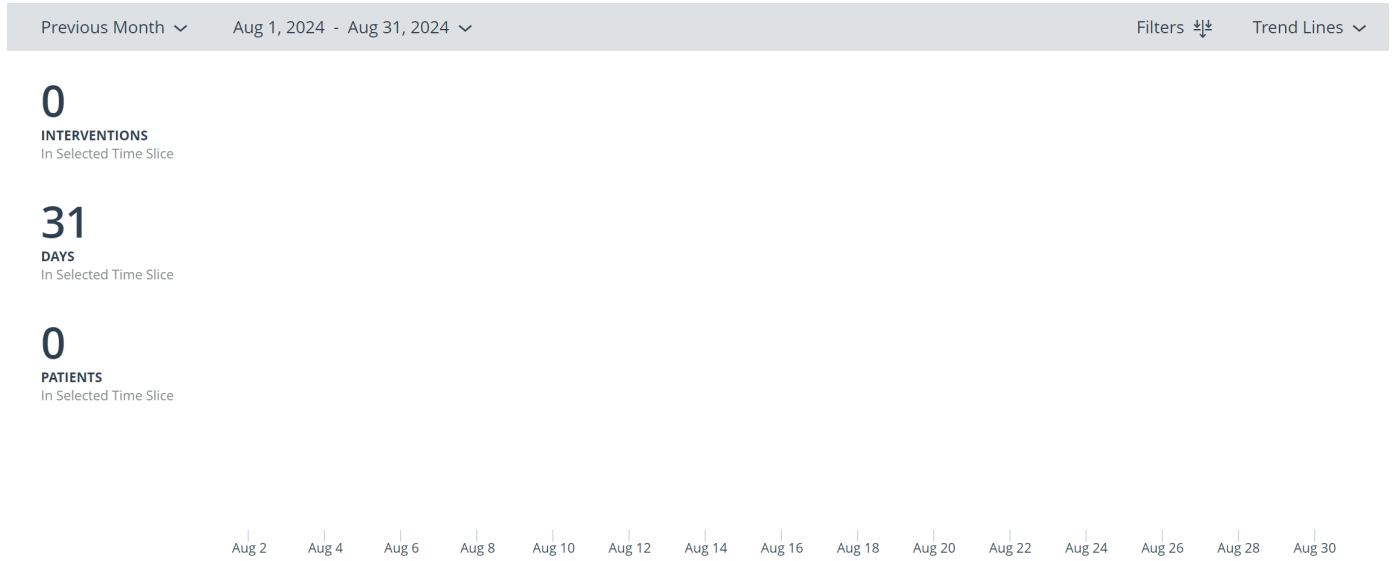 Previous Month
Aug 1, 2024 - Aug 31, 2024
Filters
Trend Lines
0
INTERVENTIONS
In Selected Time Slice
31
DAYS
In Selected Time Slice
0
PATIENTS
In Selected Time Slice
Aug 2 Aug 4 Aug 6 Aug 8 Aug 10 Aug 12 Aug 14 Aug 16 Aug 18 Aug 20 Aug 22 Aug 24 Aug 26 Aug 28 Aug 30